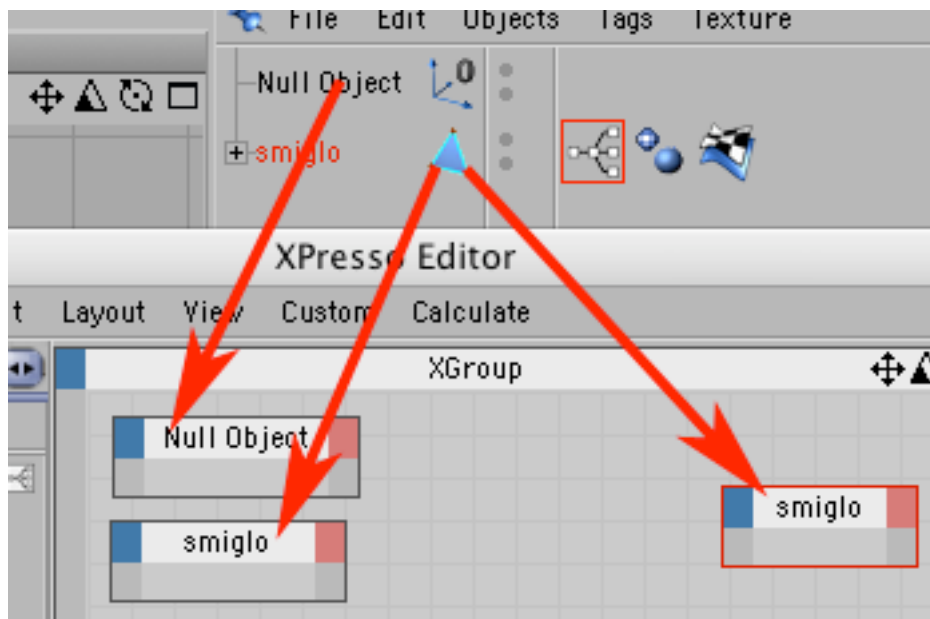 File Edit Objects Tags Texture
Null Object 0
smiglo
XPresso Editor
t Layout View Custom Calculate
XGroup
Null Object
smiglo
smiglo